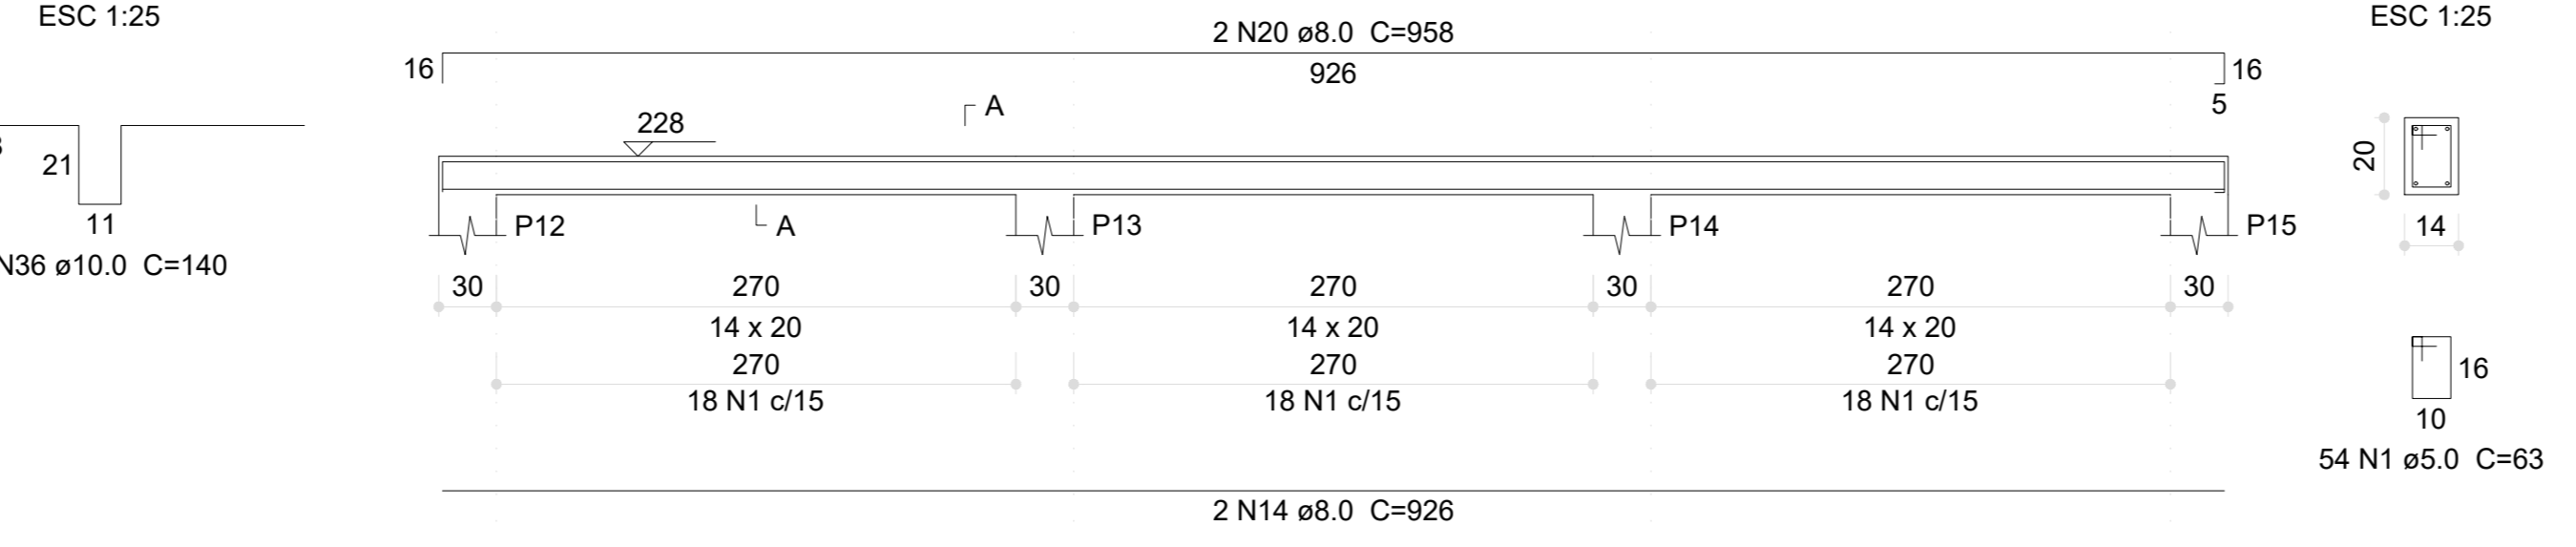 ESC 1:25
2 N20 ø8.0 C=958
ESC 1:25
16
926
16
A
5
228
21
20
11
P12
A
P13
P14
P15
14
N36 ø10.0 C=140
30
270
30
270
30
270
30
14 x 20
14 x 20
14 x 20
270
270
270
16
18 N1 c/15
18 N1 c/15
18 N1 c/15
10
54 N1 ø5.0 C=63
2 N14 ø8.0 C=926